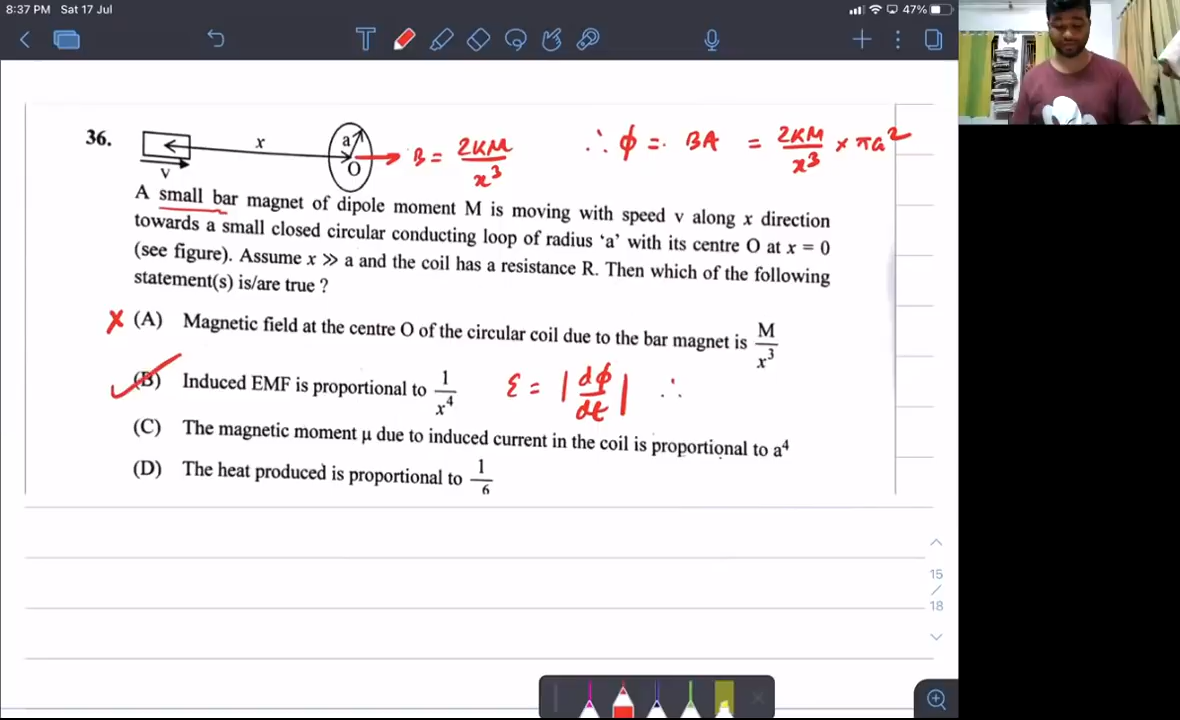 8:37 PM Sat 17 Jul 47%
T
36. x a O v B = 2KM/x³ ∴ ϕ = BA = 2KM/x³ × πa²
A small bar magnet of dipole moment M is moving with speed v along x direction
towards a small closed circular conducting loop of radius ‘a’ with its centre O at x = 0
(see figure). Assume x ≫ a and the coil has a resistance R. Then which of the following
statement(s) is/are true ?
✗ (A) Magnetic field at the centre O of the circular coil due to the bar magnet is M/x³
✓ (B) Induced EMF is proportional to 1/x⁴ ε = |dϕ/dt| ∴
(C) The magnetic moment μ due to induced current in the coil is proportional to a⁴
(D) The heat produced is proportional to 1/6
15
/
18